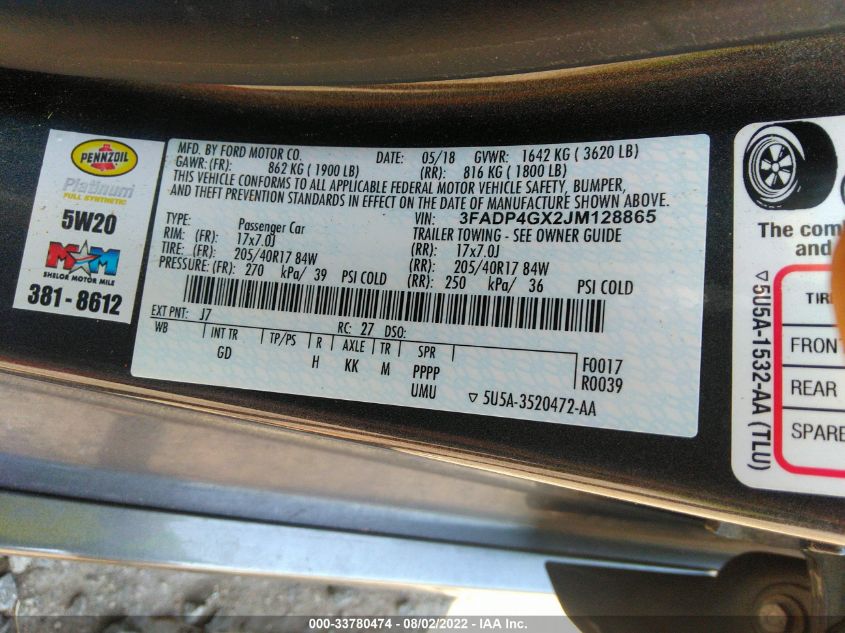 PENNZOIL
Platinum
FULL SYNTHETIC
5W20
M M
SHELOR MOTOR MILE
381-8612
MFD. BY FORD MOTOR CO. DATE: 05/18 GVWR: 1642 KG ( 3620 LB)
GAWR: (FR): 862 KG ( 1900 LB) (RR): 816 KG ( 1800 LB)
THIS VEHICLE CONFORMS TO ALL APPLICABLE FEDERAL MOTOR VEHICLE SAFETY, BUMPER,
AND THEFT PREVENTION STANDARDS IN EFFECT ON THE DATE OF MANUFACTURE SHOWN ABOVE.
VIN: 3FADP4GX2JM128865
TYPE: Passenger Car TRAILER TOWING - SEE OWNER GUIDE
RIM: (FR): 17x7.0J (RR): 17x7.0J
TIRE: (FR): 205/40R17 84W (RR): 205/40R17 84W
PRESSURE: (FR): 270 kPa/ 39 PSI COLD (RR): 250 kPa/ 36 PSI COLD
EXT PNT: J7 RC: 27 DSO:
WB INT TR TP/PS R AXLE TR SPR
GD H KK M PPPP
UMU
F0017
R0039
▽ 5U5A-3520472-AA
The comb
and
TIR
FRONT
REAR
SPARE
▽5U5A-1532-AA (TLU)
000-33780474 - 08/02/2022 - IAA Inc.